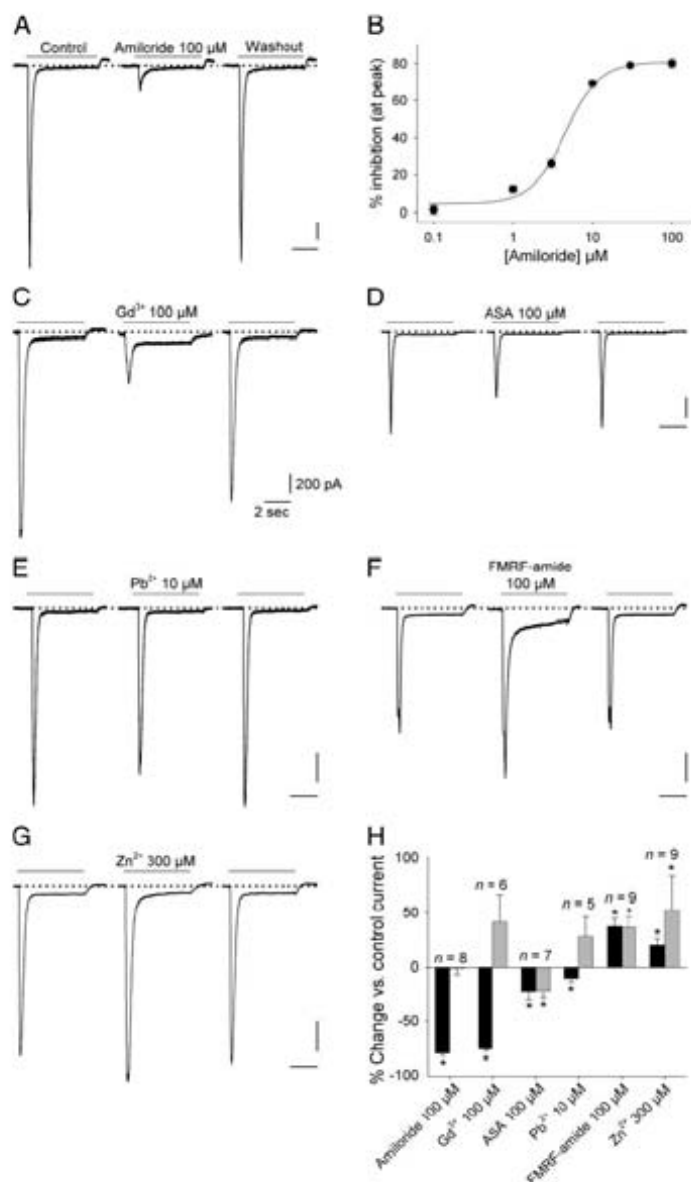 A
Control
Amiloride 100 µM
Washout
B
% inhibition (at peak)
80
60
40
20
0
0.1
1
10
100
[Amiloride] µM
C
Gd³⁺ 100 µM
200 pA
2 sec
D
ASA 100 µM
E
Pb²⁺ 10 µM
F
FMRF-amide
100 µM
G
Zn²⁺ 300 µM
H
% Change vs. control current
100
50
0
-50
-100
n = 8
n = 6
n = 7
n = 5
n = 9
n = 9
* * * * * * * * *
Amiloride 100 µM
Gd³⁺ 100 µM
ASA 100 µM
Pb²⁺ 10 µM
FMRF-amide 100 µM
Zn²⁺ 300 µM